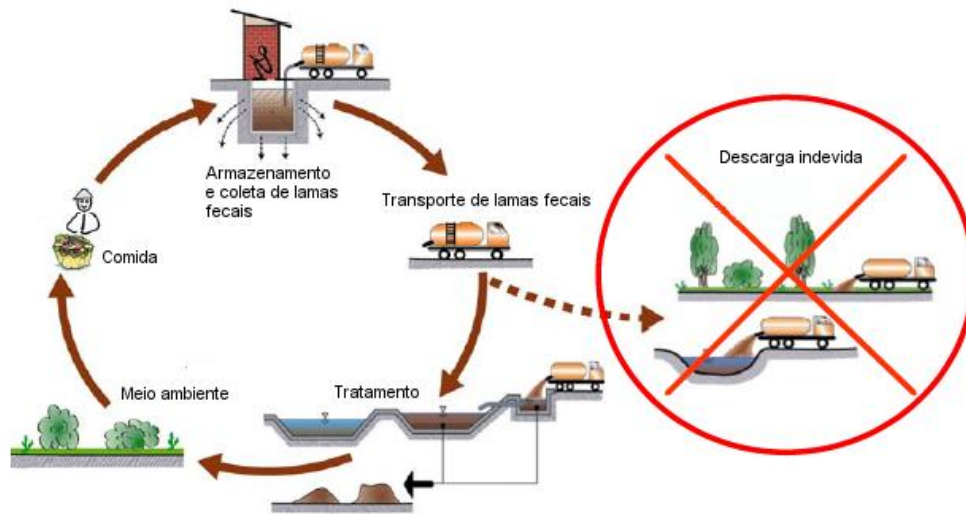 Armazenamento
e coleta de lamas
fecais
Transporte de lamas fecais
Descarga indevida
Comida
Meio ambiente
Tratamento